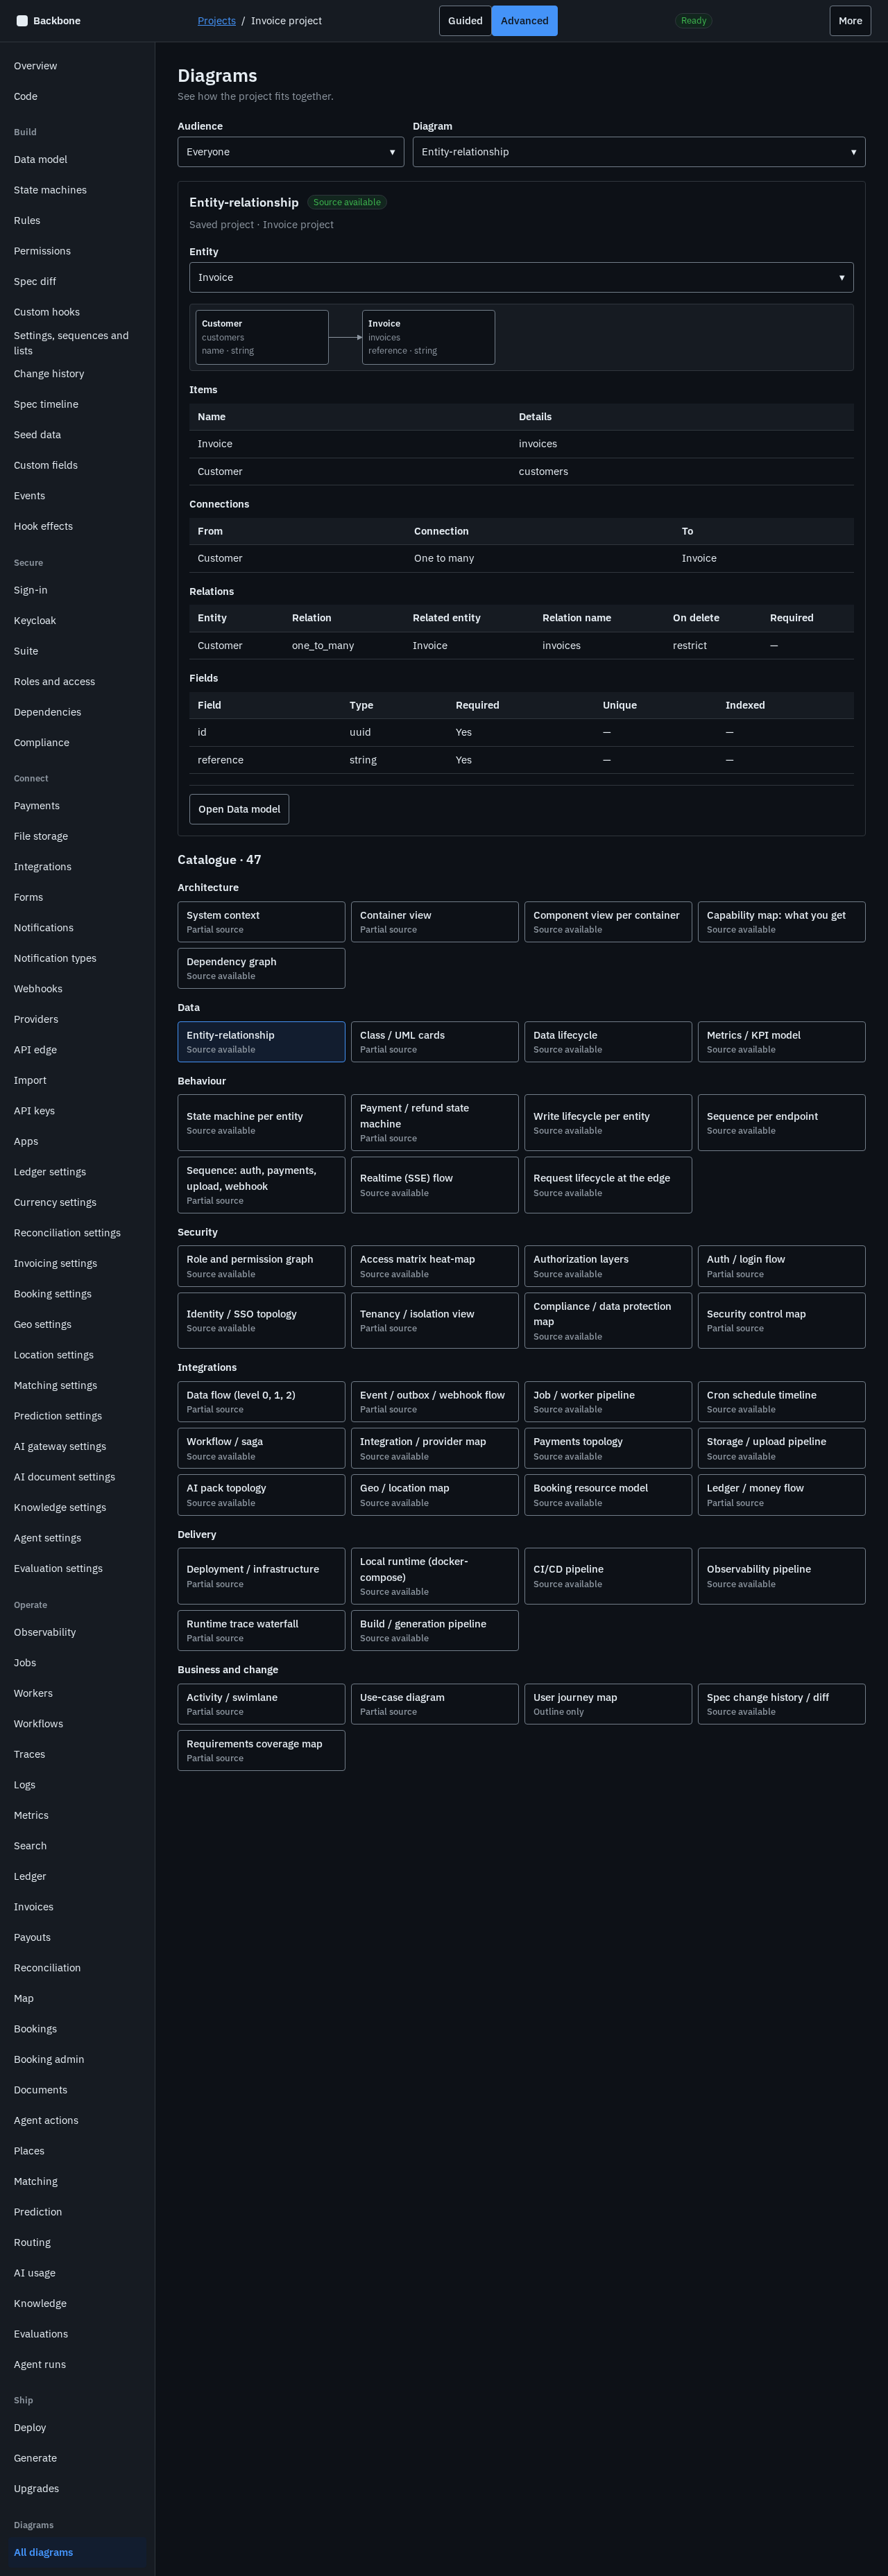 Backbone
Projects / Invoice project
Guided
Advanced
Ready
More
Overview
Code
Build
Data model
State machines
Rules
Permissions
Spec diff
Custom hooks
Settings, sequences and
lists
Change history
Spec timeline
Seed data
Custom fields
Events
Hook effects
Secure
Sign-in
Keycloak
Suite
Roles and access
Dependencies
Compliance
Connect
Payments
File storage
Integrations
Forms
Notifications
Notification types
Webhooks
Providers
API edge
Import
API keys
Apps
Ledger settings
Currency settings
Reconciliation settings
Invoicing settings
Booking settings
Geo settings
Location settings
Matching settings
Prediction settings
AI gateway settings
AI document settings
Knowledge settings
Agent settings
Evaluation settings
Operate
Observability
Jobs
Workers
Workflows
Traces
Logs
Metrics
Search
Ledger
Invoices
Payouts
Reconciliation
Map
Bookings
Booking admin
Documents
Agent actions
Places
Matching
Prediction
Routing
AI usage
Knowledge
Evaluations
Agent runs
Ship
Deploy
Generate
Upgrades
Diagrams
All diagrams
Diagrams
See how the project fits together.
Audience
Diagram
Everyone
Entity-relationship
Entity-relationship Source available
Saved project · Invoice project
Entity
Invoice
Customer
customers
name · string
Invoice
invoices
reference · string
Items
Name Details
Invoice invoices
Customer customers
Connections
From Connection To
Customer One to many Invoice
Relations
Entity Relation Related entity Relation name On delete Required
Customer one_to_many Invoice invoices restrict —
Fields
Field Type Required Unique Indexed
id uuid Yes — —
reference string Yes — —
Open Data model
Catalogue · 47
Architecture
System context
Partial source
Container view
Partial source
Component view per container
Source available
Capability map: what you get
Source available
Dependency graph
Source available
Data
Entity-relationship
Source available
Class / UML cards
Partial source
Data lifecycle
Source available
Metrics / KPI model
Source available
Behaviour
State machine per entity
Source available
Payment / refund state
machine
Partial source
Write lifecycle per entity
Source available
Sequence per endpoint
Source available
Sequence: auth, payments,
upload, webhook
Partial source
Realtime (SSE) flow
Source available
Request lifecycle at the edge
Source available
Security
Role and permission graph
Source available
Access matrix heat-map
Source available
Authorization layers
Source available
Auth / login flow
Partial source
Identity / SSO topology
Source available
Tenancy / isolation view
Partial source
Compliance / data protection
map
Source available
Security control map
Partial source
Integrations
Data flow (level 0, 1, 2)
Partial source
Event / outbox / webhook flow
Partial source
Job / worker pipeline
Source available
Cron schedule timeline
Source available
Workflow / saga
Source available
Integration / provider map
Source available
Payments topology
Source available
Storage / upload pipeline
Source available
AI pack topology
Source available
Geo / location map
Source available
Booking resource model
Source available
Ledger / money flow
Partial source
Delivery
Deployment / infrastructure
Partial source
Local runtime (docker-
compose)
Source available
CI/CD pipeline
Source available
Observability pipeline
Source available
Runtime trace waterfall
Partial source
Build / generation pipeline
Source available
Business and change
Activity / swimlane
Partial source
Use-case diagram
Partial source
User journey map
Outline only
Spec change history / diff
Source available
Requirements coverage map
Partial source